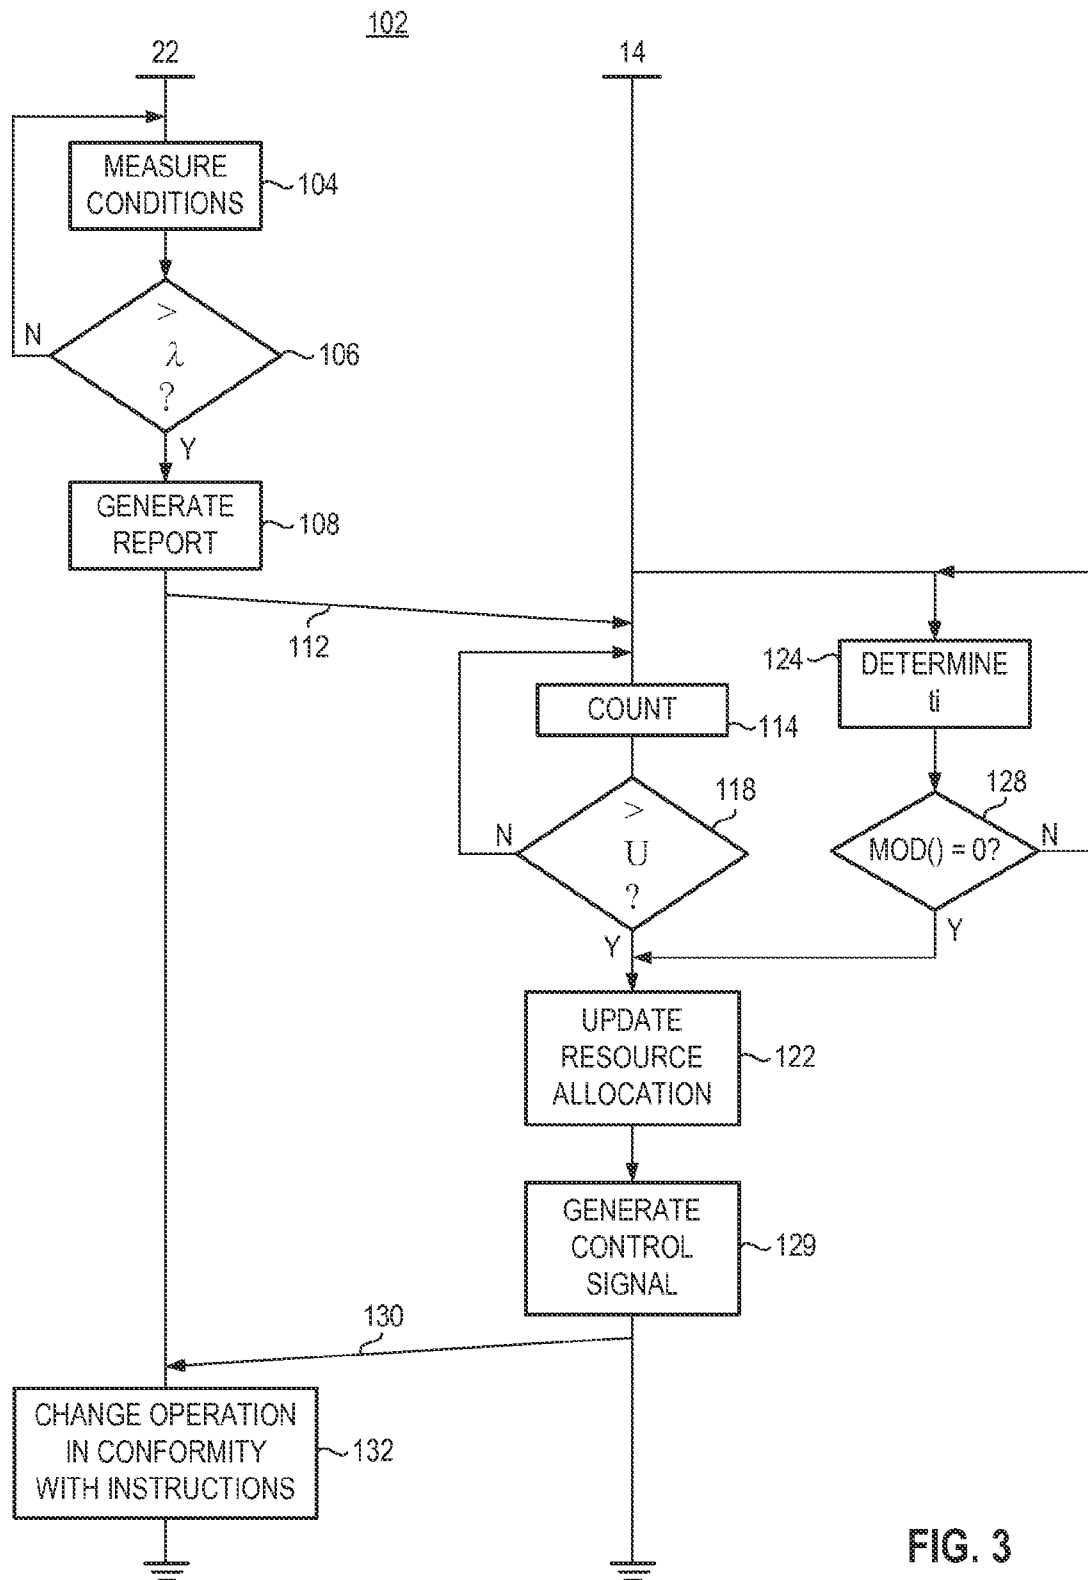 102
22
14
MEASURE
CONDITIONS
104
>
λ
?
106
N
Y
GENERATE
REPORT
108
112
COUNT
114
124
DETERMINE
ti
>
U
?
118
N
Y
128
MOD() = 0?
N
Y
UPDATE
RESOURCE
ALLOCATION
122
GENERATE
CONTROL
SIGNAL
129
130
CHANGE OPERATION
IN CONFORMITY
WITH INSTRUCTIONS
132
FIG. 3